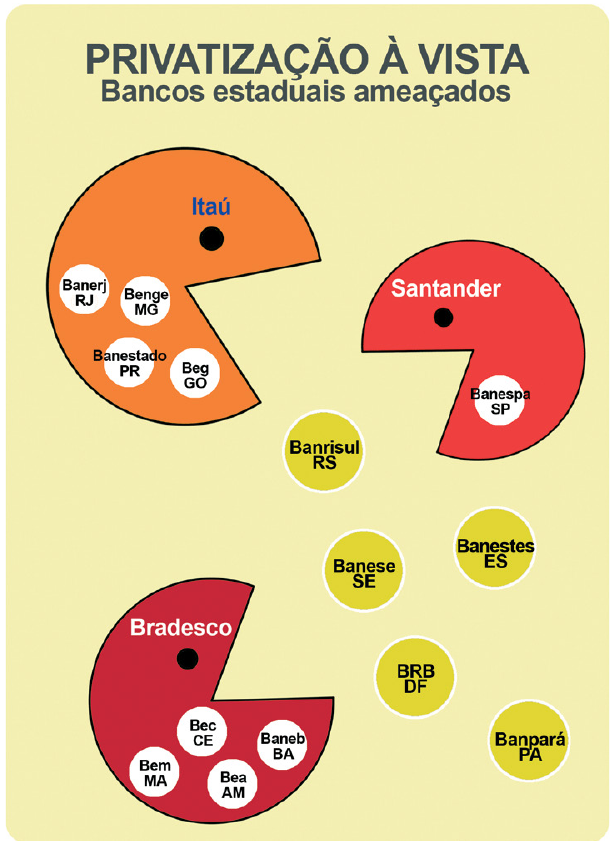 PRIVATIZAÇÃO À VISTA
Bancos estaduais ameaçados
Itaú
Banerj
RJ
Benge
MG
Banestado
PR
Beg
GO
Santander
Banespa
SP
Banrisul
RS
Banese
SE
Banestes
ES
BRB
DF
Banpará
PA
Bradesco
Bec
CE
Baneb
BA
Bem
MA
Bea
AM